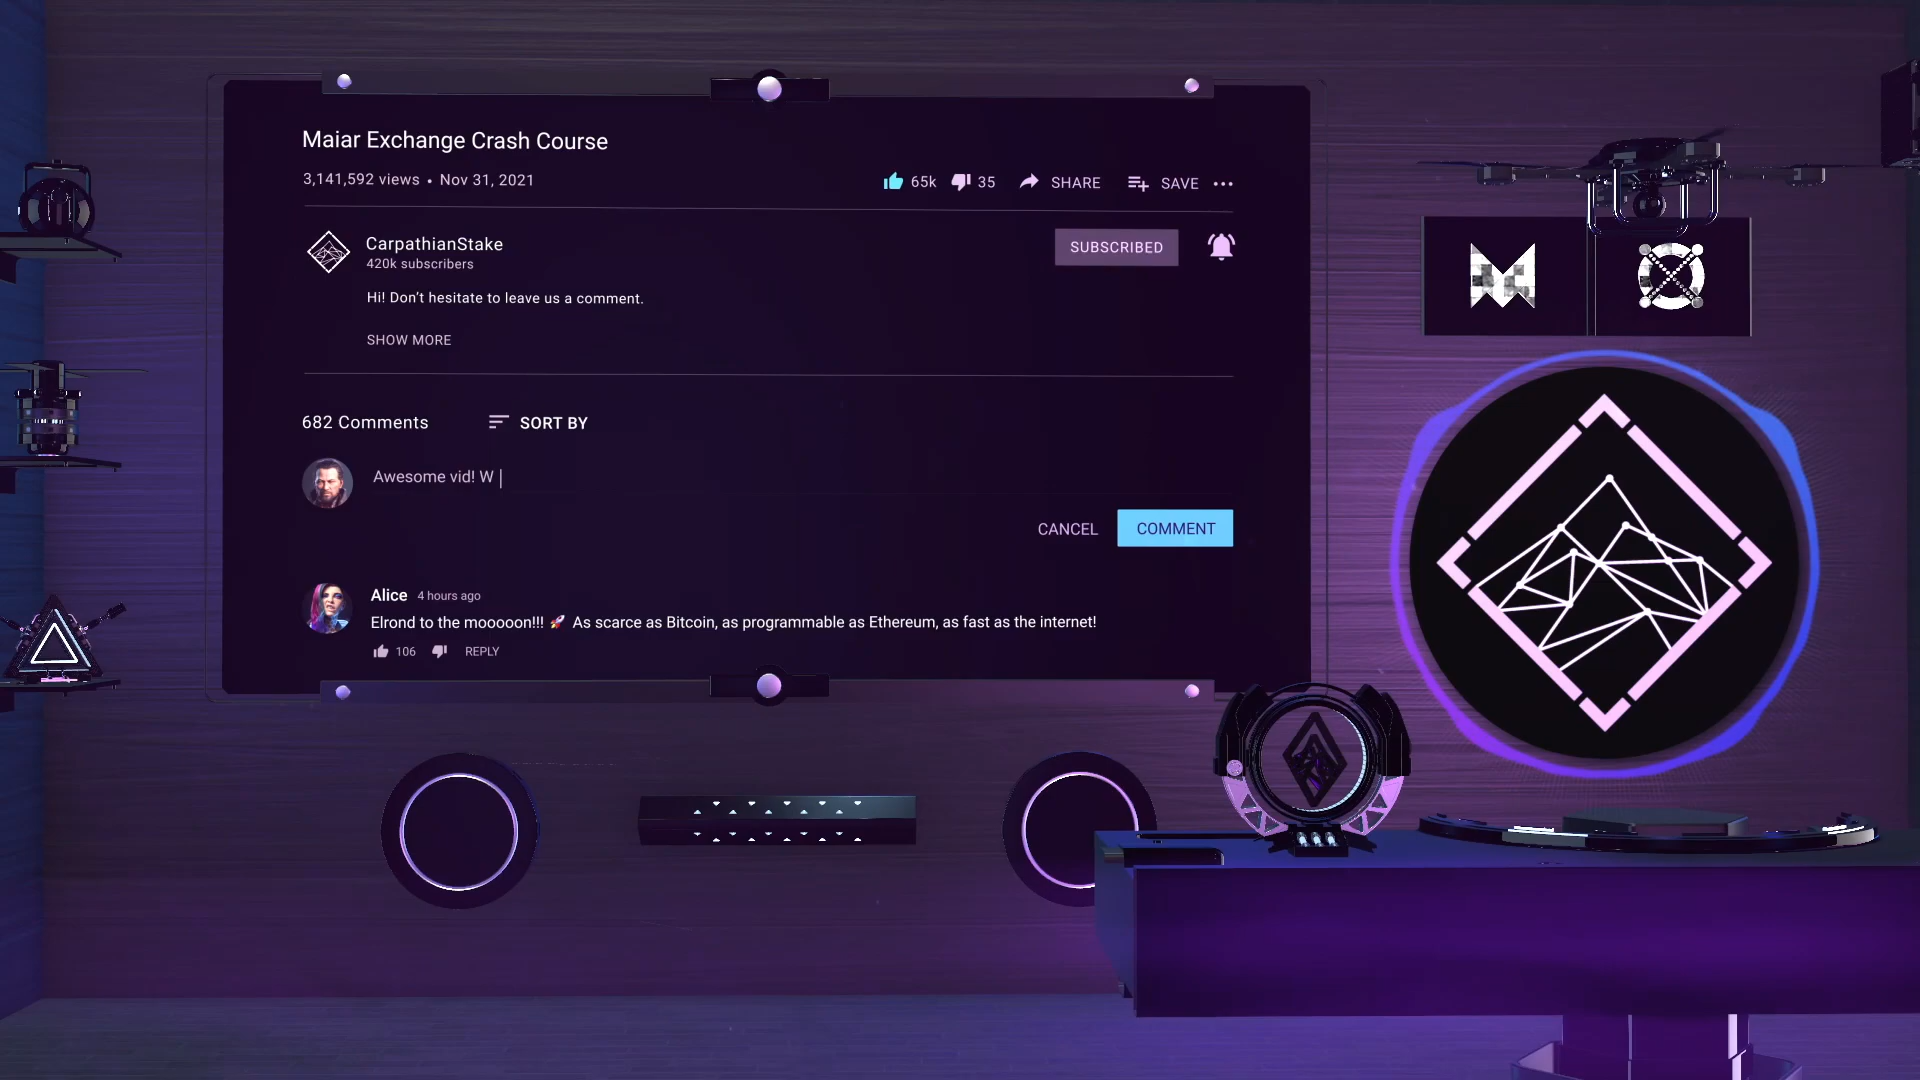 Maiar Exchange Crash Course
3,141,592 views • Nov 31, 2021
65k 35 SHARE SAVE
CarpathianStake
420k subscribers
SUBSCRIBED
Hi! Don't hesitate to leave us a comment.
SHOW MORE
682 Comments SORT BY
Awesome vid! W
CANCEL COMMENT
Alice 4 hours ago
Elrond to the mooooon!!! 🚀 As scarce as Bitcoin, as programmable as Ethereum, as fast as the internet!
106 REPLY